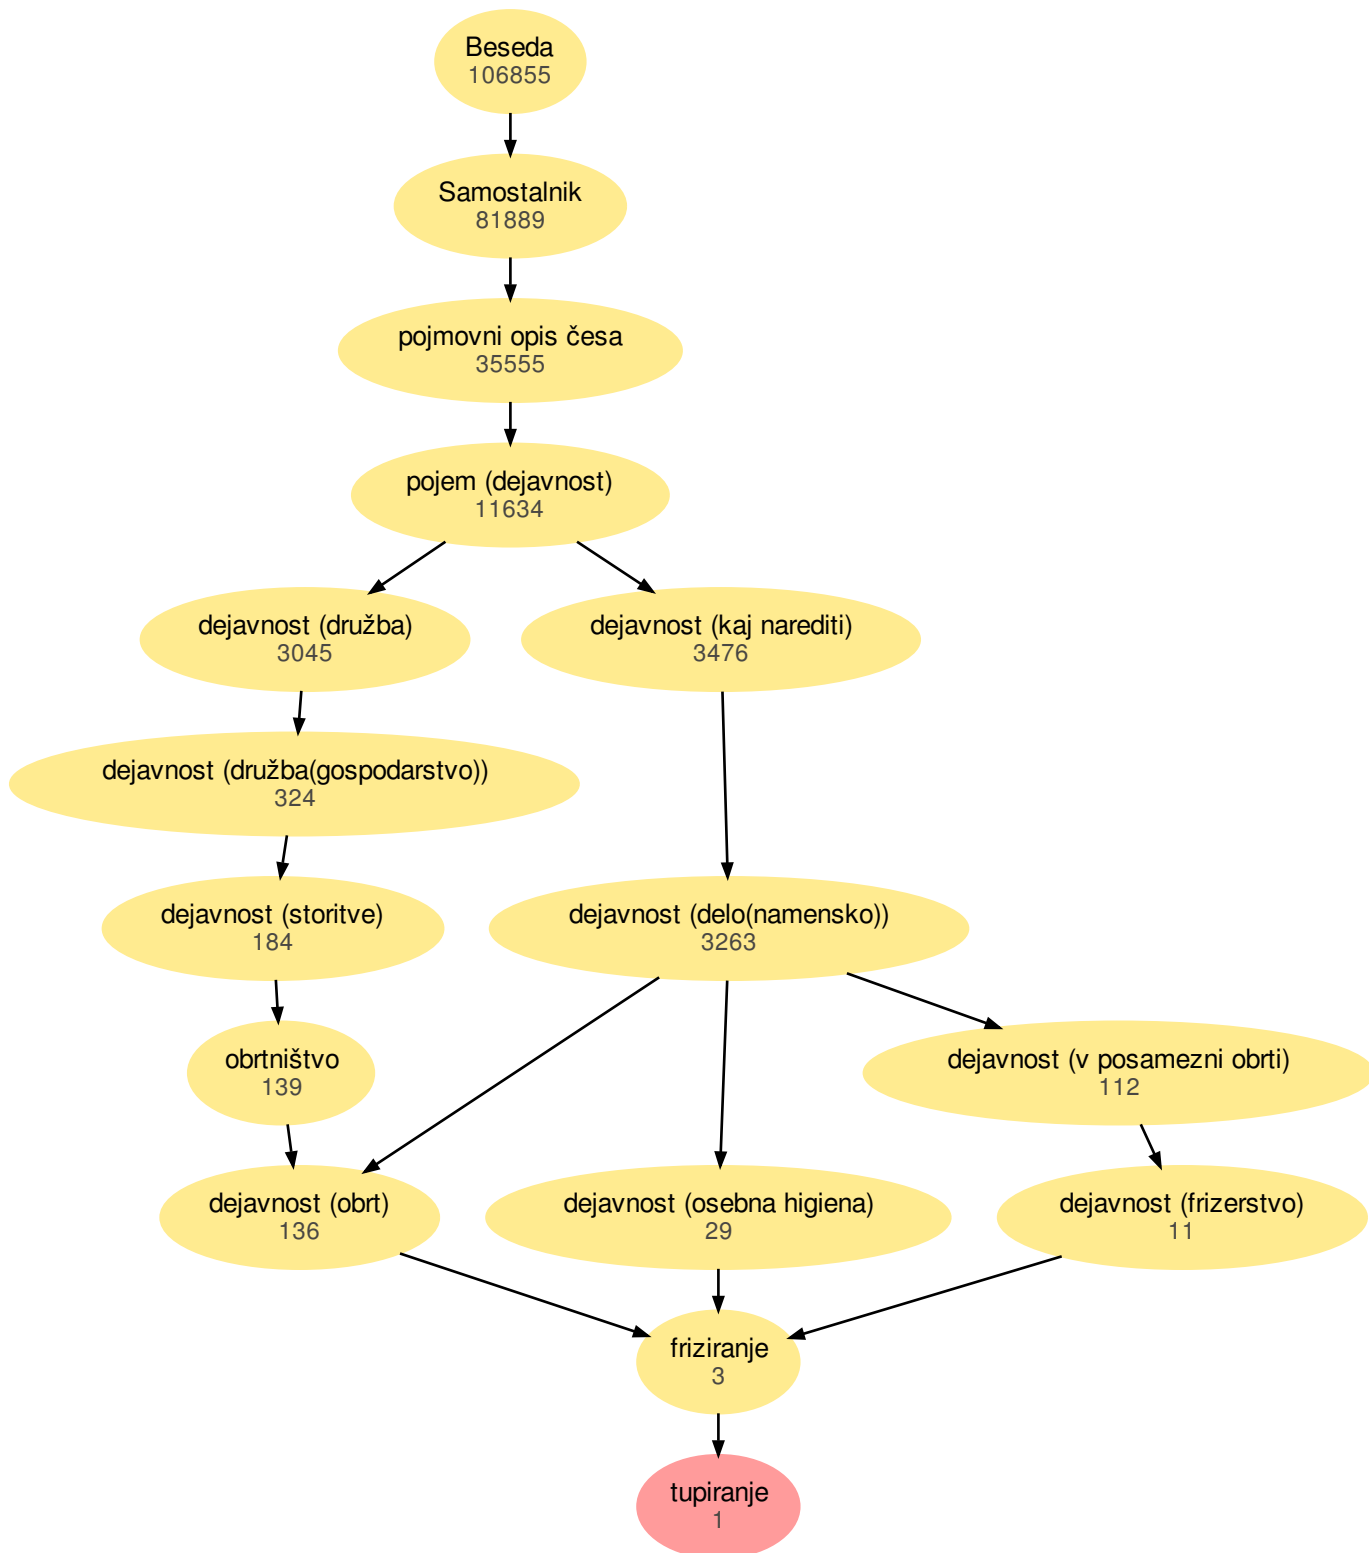 Beseda
106855
Samostalnik
81889
pojmovni opis česa
35555
pojem (dejavnost)
11634
dejavnost (družba)
3045
dejavnost (kaj narediti)
3476
dejavnost (družba(gospodarstvo))
324
dejavnost (storitve)
184
dejavnost (delo(namensko))
3263
obrtništvo
139
dejavnost (v posamezni obrti)
112
dejavnost (obrt)
136
dejavnost (osebna higiena)
29
dejavnost (frizerstvo)
11
friziranje
3
tupiranje
1